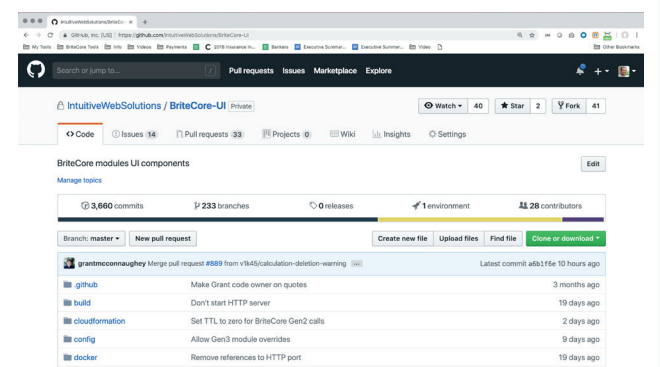 IntuitiveWebSolutions/BriteCo
GitHub, Inc. [US] | https://github.com/IntuitiveWebSolutions/BriteCore-UI
My Tools BriteCore Tools Info Videos Payments 2019 Insurance In... Bankers Executive Summar... Executive Summar... Video Other Bookmarks
Search or jump to... / Pull requests Issues Marketplace Explore
IntuitiveWebSolutions / BriteCore-UI Private Watch 40 Star 2 Fork 41
Code Issues 14 Pull requests 33 Projects 0 Wiki Insights Settings
BriteCore modules UI components Edit
Manage topics
3,660 commits 233 branches 0 releases 1 environment 28 contributors
Branch: master New pull request Create new file Upload files Find file Clone or download
grantmcconnaughey Merge pull request #889 from v1k45/calculation-deletion-warning ... Latest commit a6b1f6e 10 hours ago
.github Make Grant code owner on quotes 3 months ago
build Don't start HTTP server 19 days ago
cloudformation Set TTL to zero for BriteCore Gen2 calls 2 days ago
config Allow Gen3 module overrides 9 days ago
docker Remove references to HTTP port 19 days ago